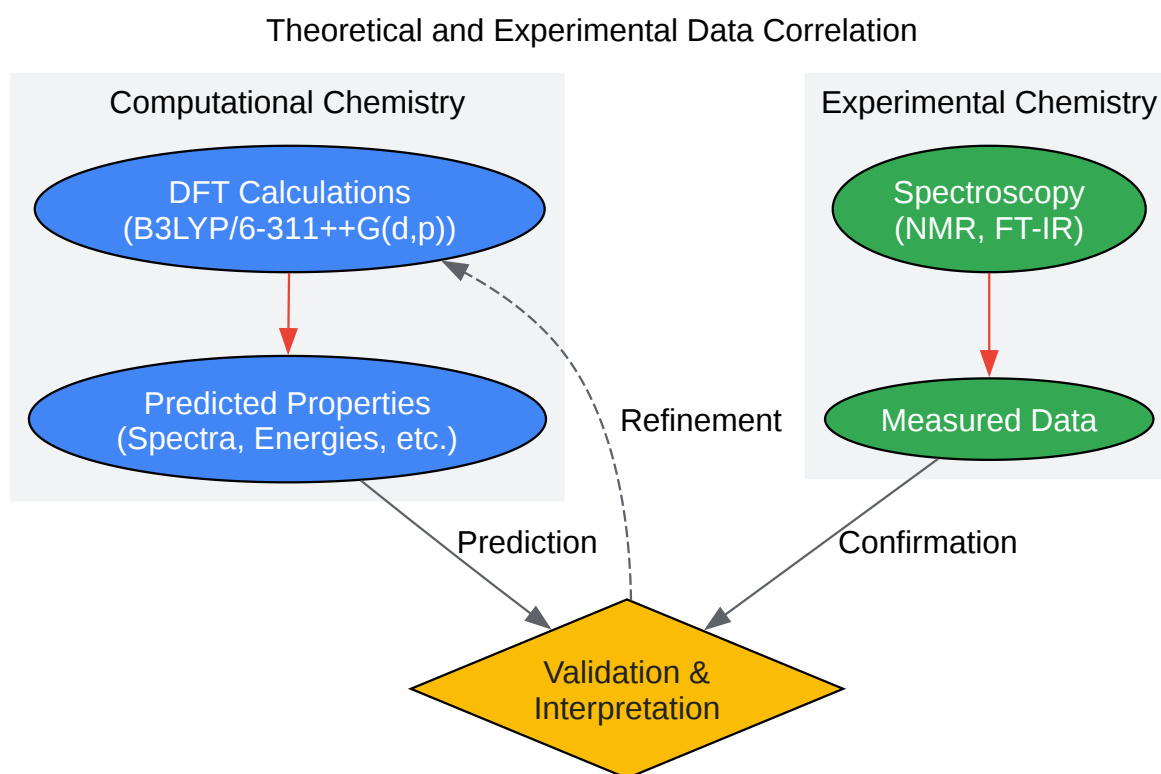 Theoretical and Experimental Data Correlation
Computational Chemistry
DFT Calculations
(B3LYP/6-311++G(d,p))
Predicted Properties
(Spectra, Energies, etc.)
Experimental Chemistry
Spectroscopy
(NMR, FT-IR)
Measured Data
Refinement
Prediction
Confirmation
Validation &
Interpretation